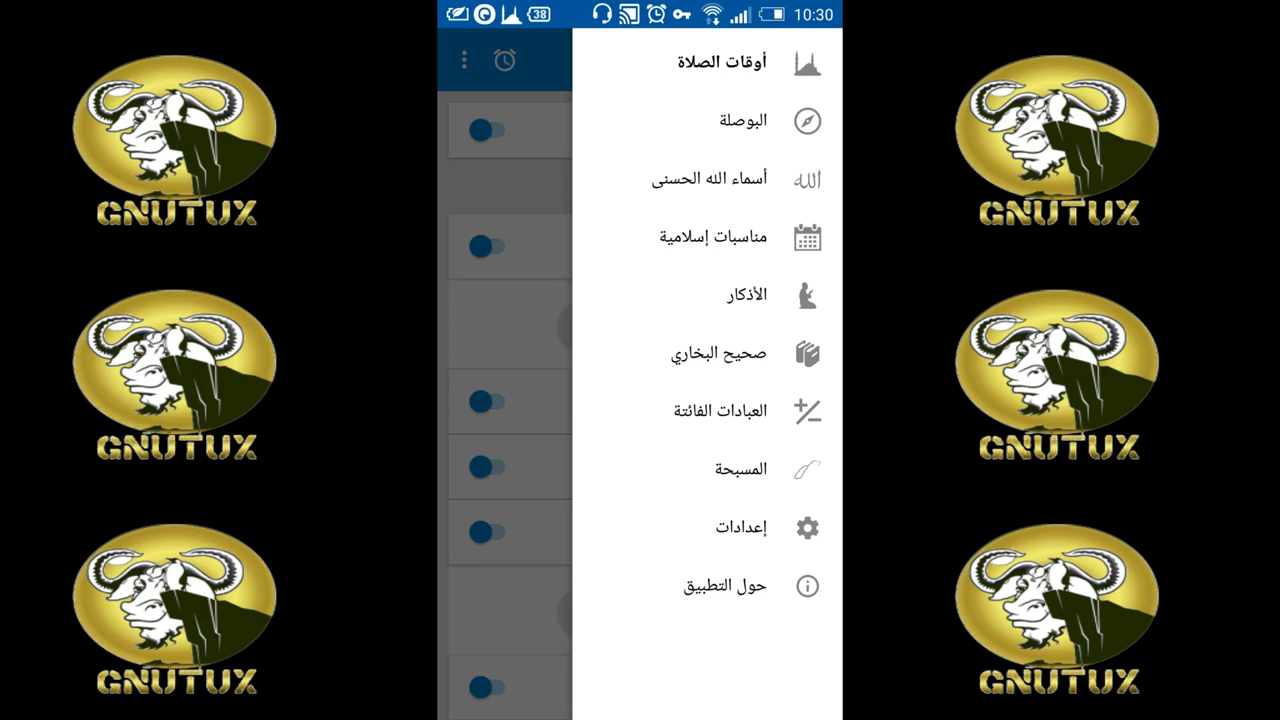 38
10:30
أوقات الصلاة
البوصلة
الله
أسماء الله الحسنى
مناسبات إسلامية
الأذكار
صحيح البخاري
العبادات الفائتة
المسبحة
إعدادات
حول التطبيق
GNUTUX
GNUTUX
GNUTUX
GNUTUX
GNUTUX
GNUTUX